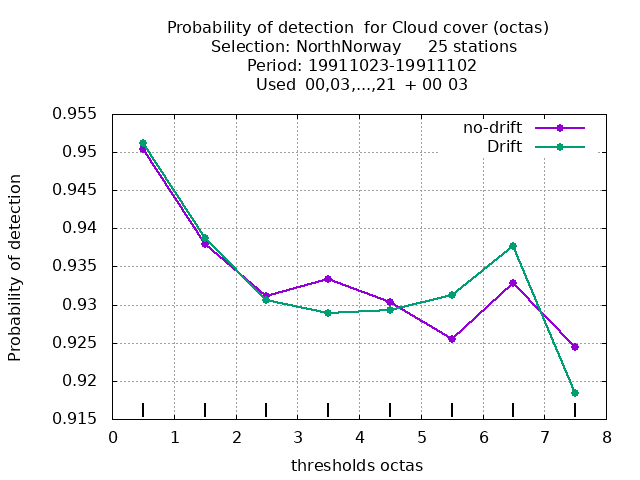 Probability of detection  for Cloud cover (octas)
Selection: NorthNorway     25 stations
Period: 19911023-19911102
Used  00,03,...,21  + 00 03
0.955
no-drift
Drift
0.95
0.945
0.94
0.935
0.93
0.925
0.92
0.915
Probability of detection
0 1 2 3 4 5 6 7 8
thresholds octas